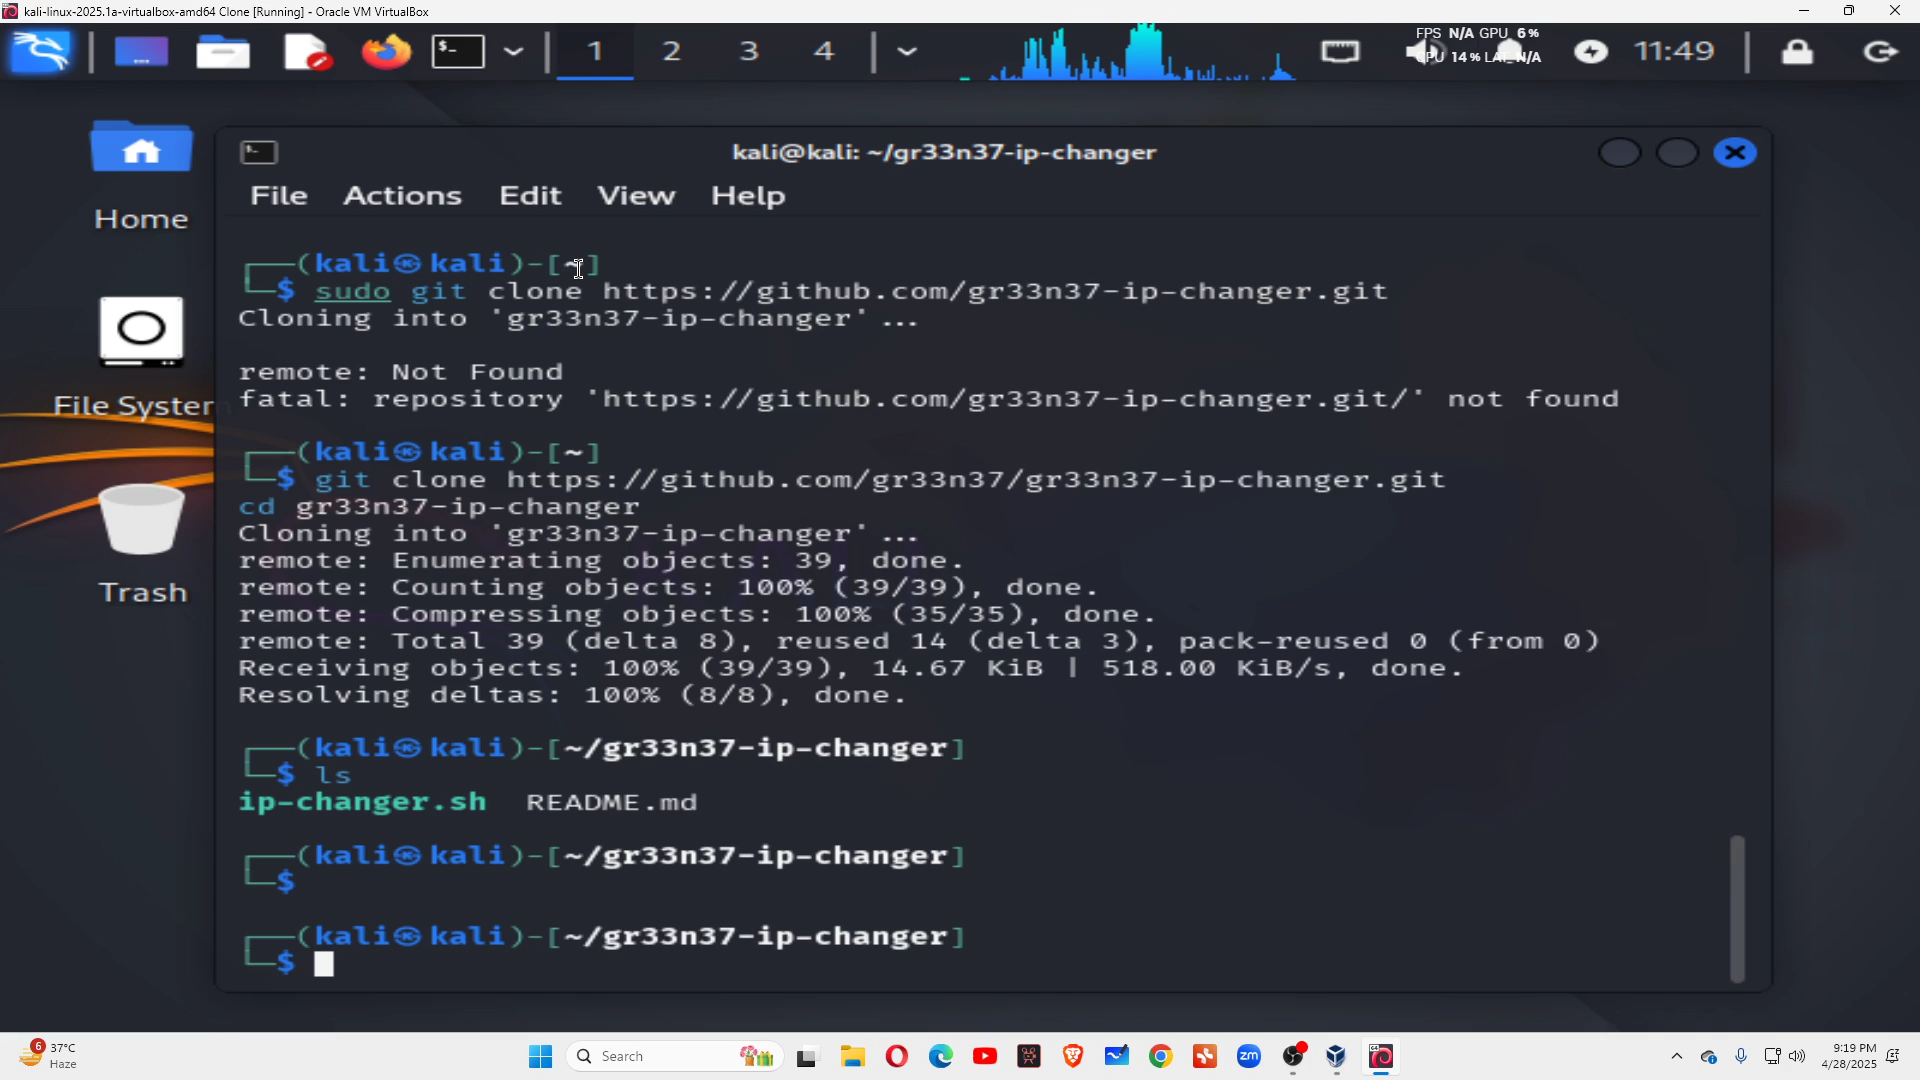 kali-linux-2025.1a-virtualbox-amd64 Clone [Running] - Oracle VM VirtualBox
1 2 3 4
FPS N/A GPU 6%
14 % LAT N/A
11:49
Home
File System
Trash
kali@kali: ~/gr33n37-ip-changer
File Actions Edit View Help
┌──(kali㉿kali)-[~]
└─$ sudo git clone https://github.com/gr33n37-ip-changer.git
Cloning into 'gr33n37-ip-changer' ...
remote: Not Found
fatal: repository 'https://github.com/gr33n37-ip-changer.git/' not found
┌──(kali㉿kali)-[~]
└─$ git clone https://github.com/gr33n37/gr33n37-ip-changer.git
cd gr33n37-ip-changer
Cloning into 'gr33n37-ip-changer' ...
remote: Enumerating objects: 39, done.
remote: Counting objects: 100% (39/39), done.
remote: Compressing objects: 100% (35/35), done.
remote: Total 39 (delta 8), reused 14 (delta 3), pack-reused 0 (from 0)
Receiving objects: 100% (39/39), 14.67 KiB | 518.00 KiB/s, done.
Resolving deltas: 100% (8/8), done.
┌──(kali㉿kali)-[~/gr33n37-ip-changer]
└─$ ls
ip-changer.sh README.md
┌──(kali㉿kali)-[~/gr33n37-ip-changer]
└─$
┌──(kali㉿kali)-[~/gr33n37-ip-changer]
└─$
6
37°C
Haze
Search
zm
9:19 PM
4/28/2025